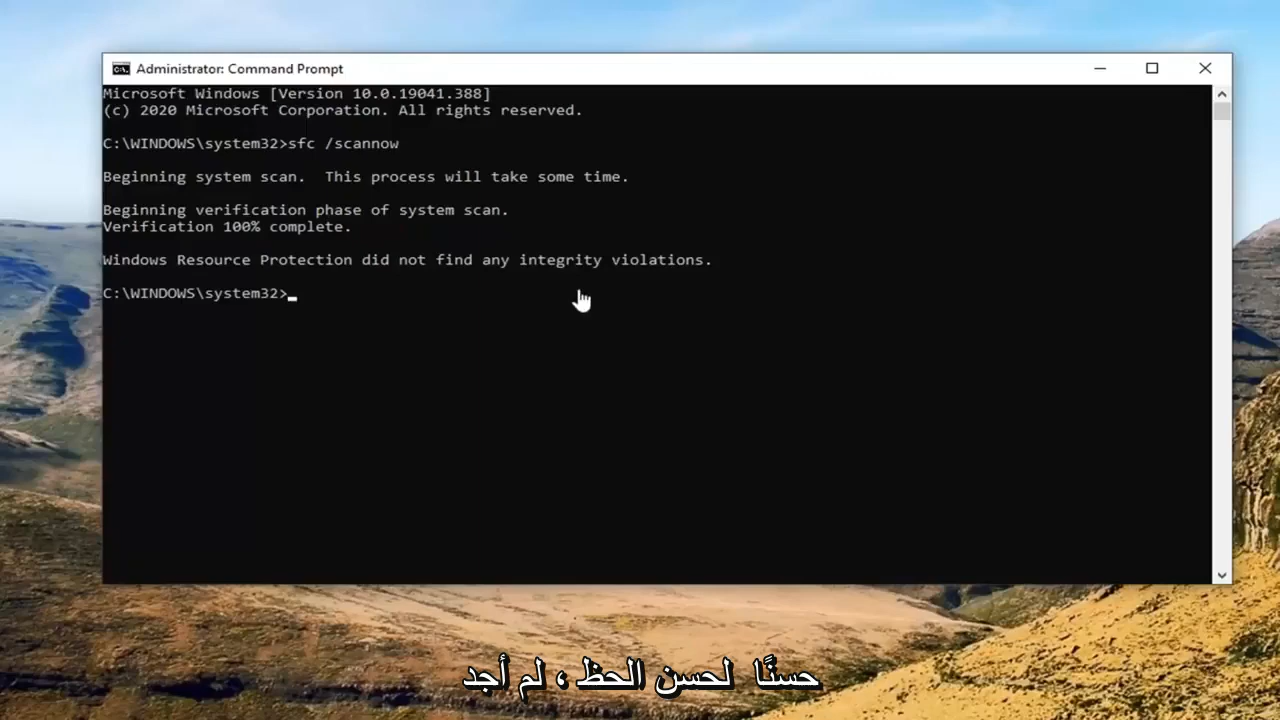 Administrator: Command Prompt
Microsoft Windows [Version 10.0.19041.388]
(c) 2020 Microsoft Corporation. All rights reserved.
C:\WINDOWS\system32>sfc /scannow
Beginning system scan.  This process will take some time.
Beginning verification phase of system scan.
Verification 100% complete.
Windows Resource Protection did not find any integrity violations.
C:\WINDOWS\system32>
حسنًا لحسن الحظ ، لم أجد